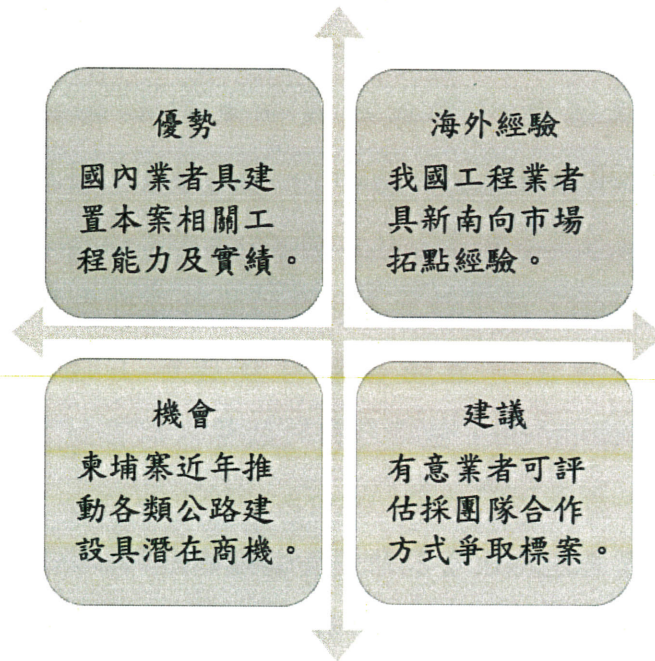 優勢
國內業者具建
置本案相關工
程能力及實績。
海外經驗
我國工程業者
具新南向市場
拓點經驗。
機會
柬埔寨近年推
動各類公路建
設具潛在商機。
建議
有意業者可評
估採團隊合作
方式爭取標案。